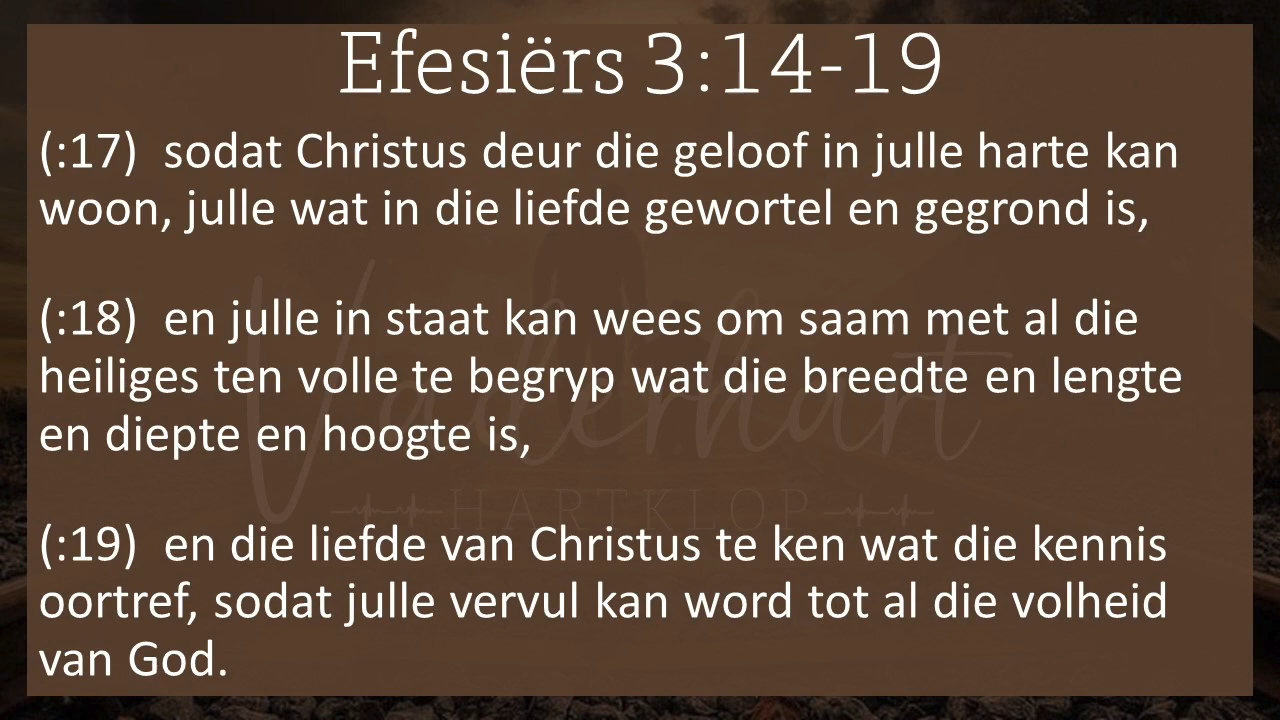 Efesiërs 3:14-19
(:17)  sodat Christus deur die geloof in julle harte kan
woon, julle wat in die liefde gewortel en gegrond is,
(:18)  en julle in staat kan wees om saam met al die
heiliges ten volle te begryp wat die breedte en lengte
en diepte en hoogte is,
(:19)  en die liefde van Christus te ken wat die kennis
oortref, sodat julle vervul kan word tot al die volheid
van God.
Vaderhart
HARTKLOP